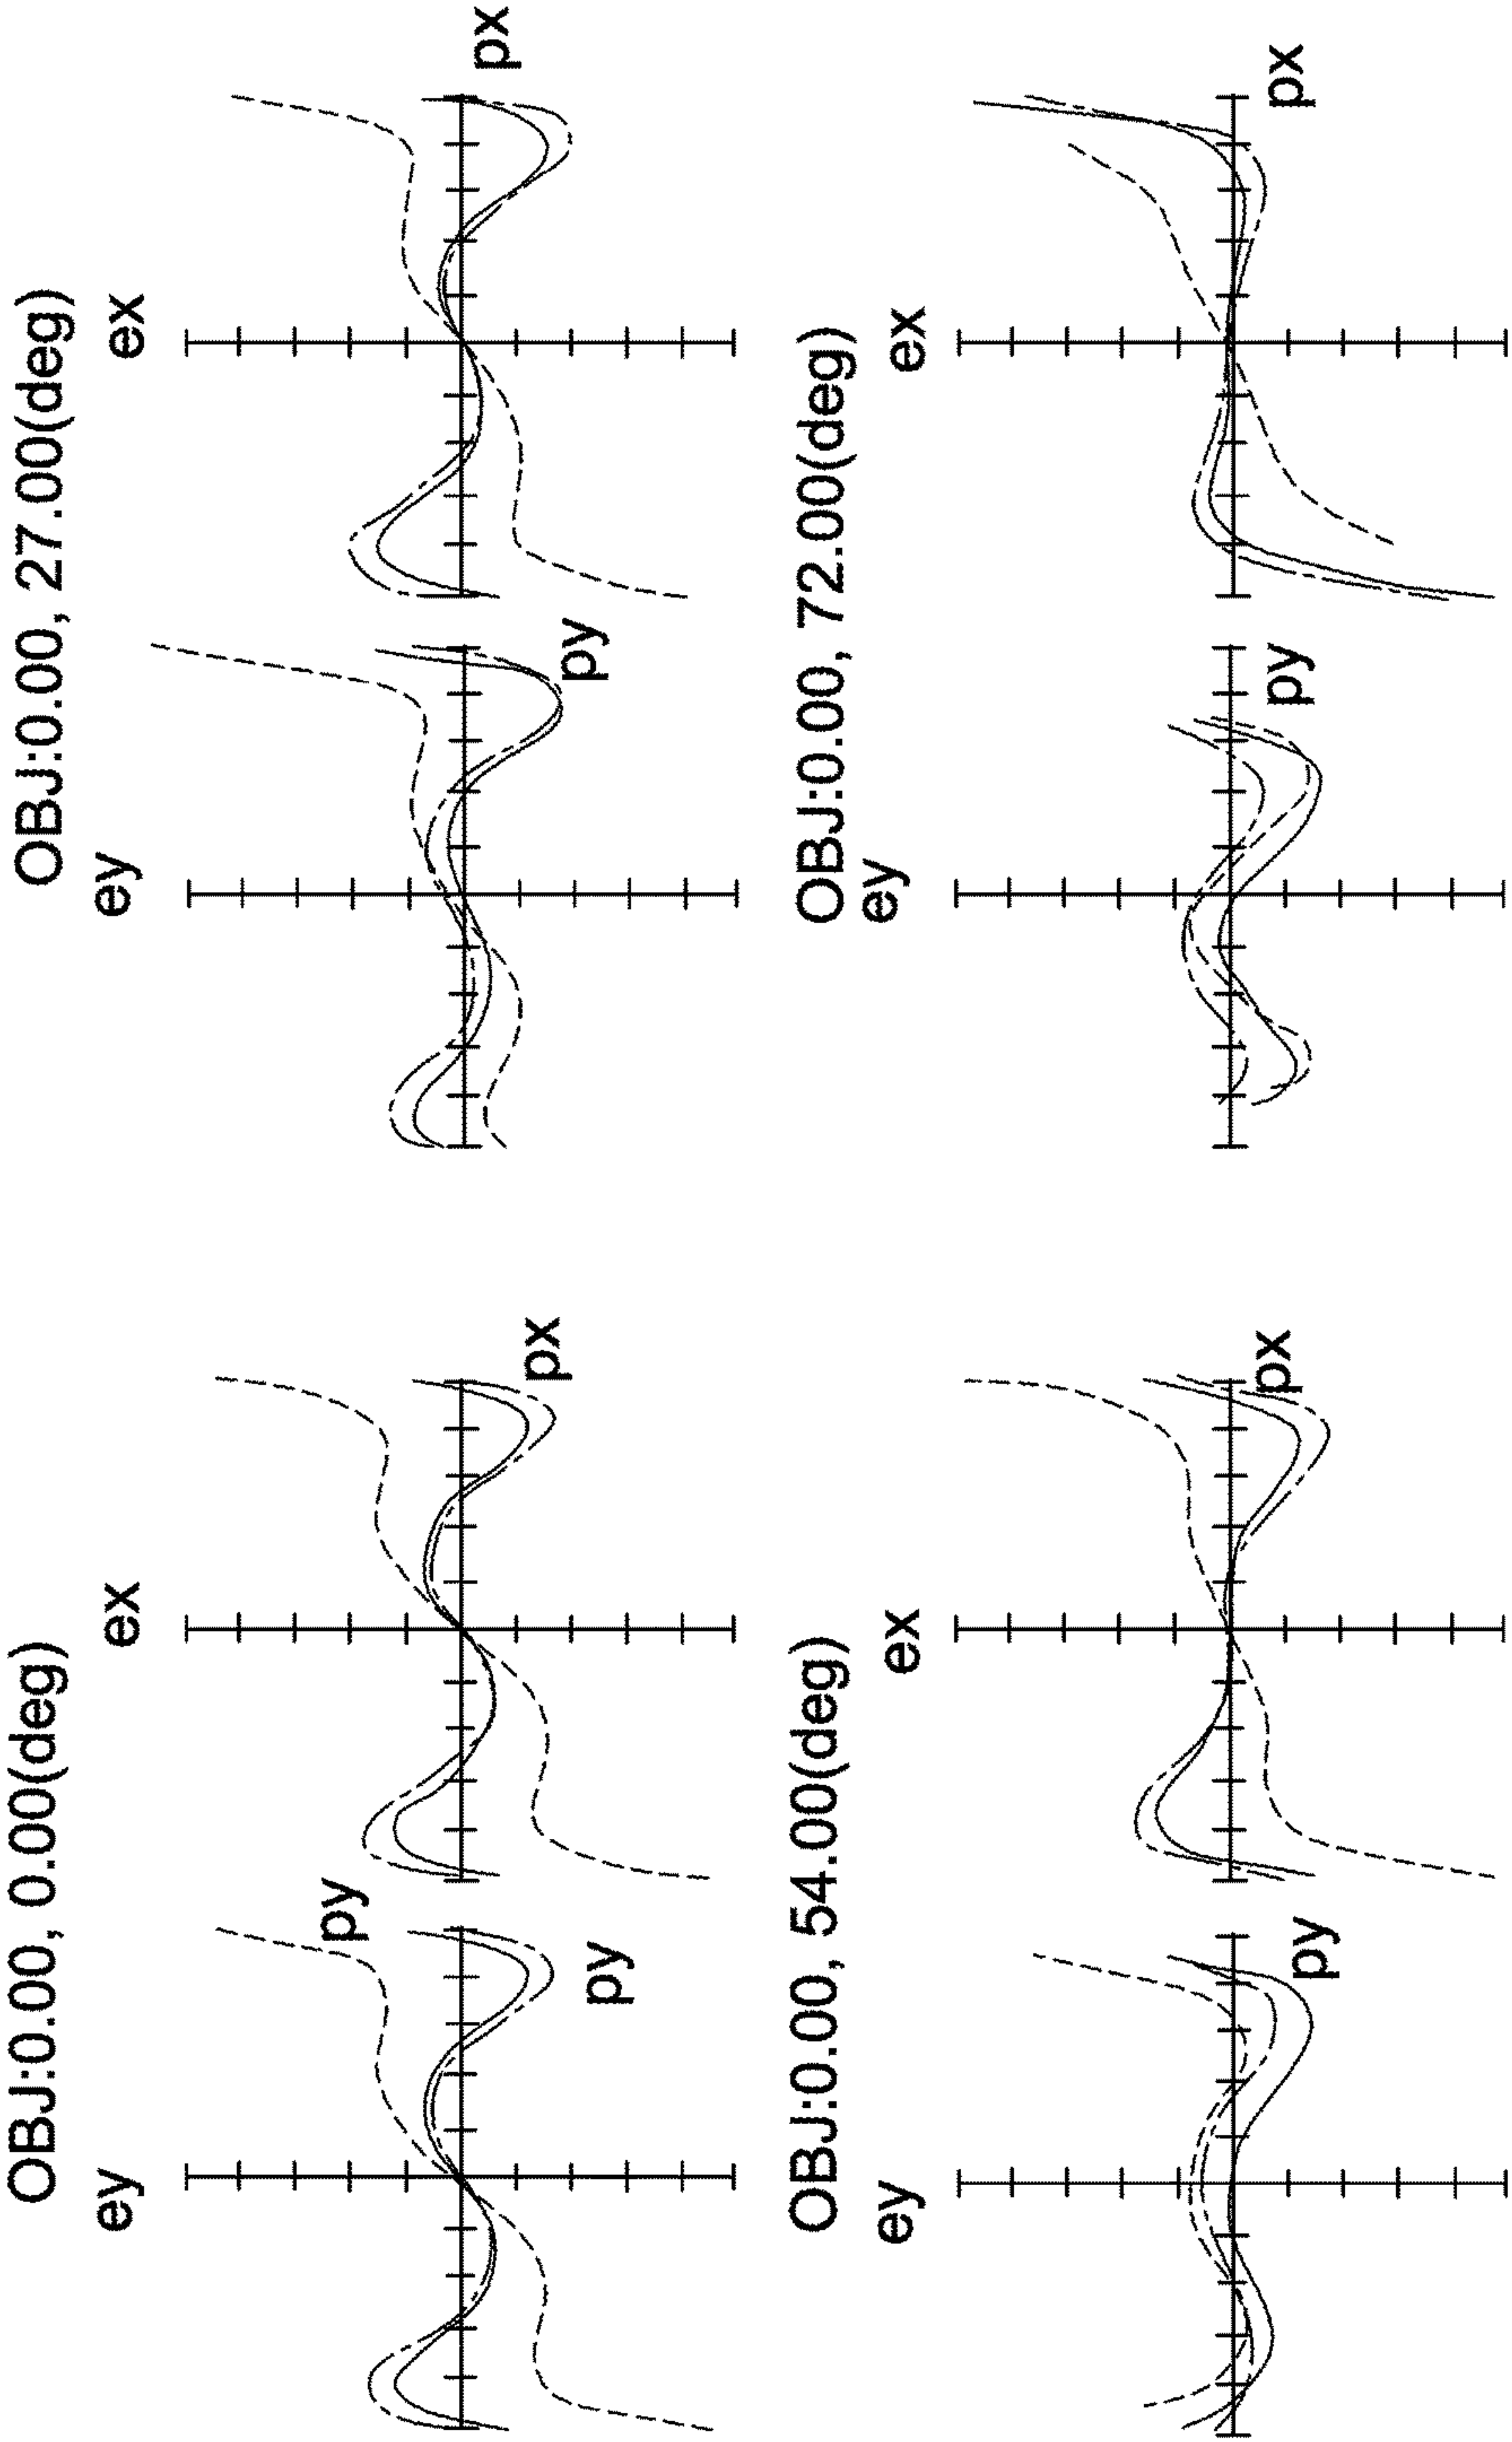 OBJ:0.00, 0.00(deg)
ey
py
py
ex
px
OBJ:0.00, 27.00(deg)
ey
py
ex
px
OBJ:0.00, 54.00(deg)
ey
py
ex
px
OBJ:0.00, 72.00(deg)
ey
py
ex
px